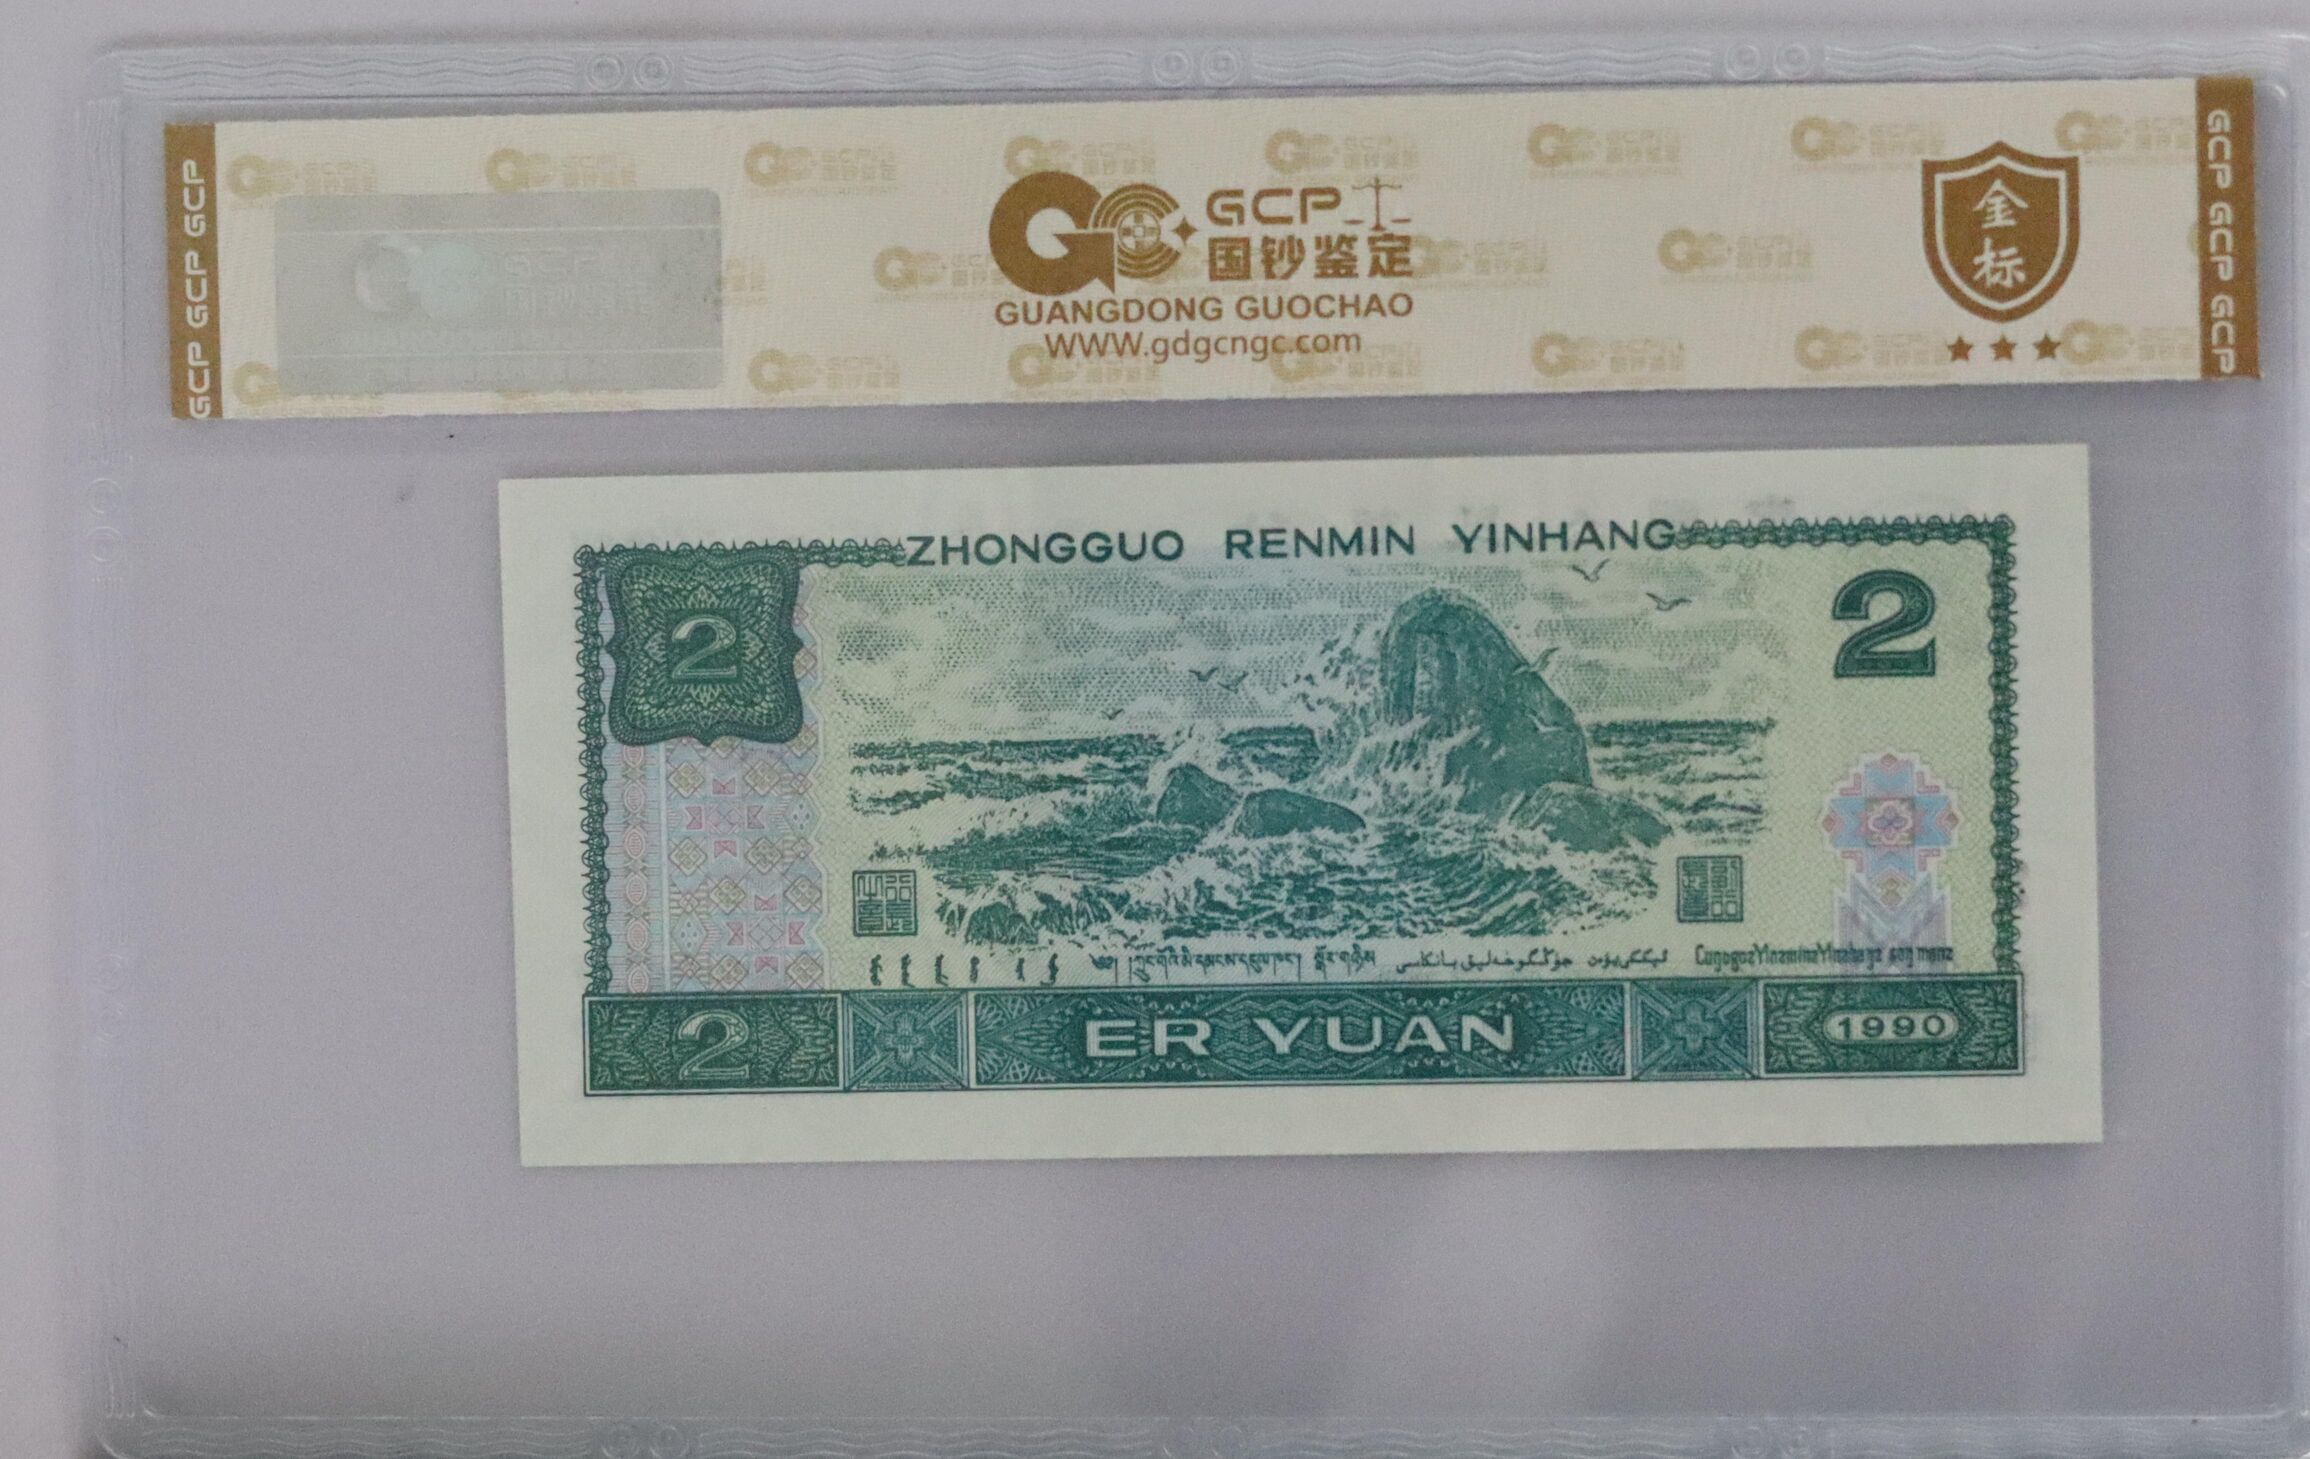 GCP GCP GCP
GCP
国钞鉴定
GUANGDONG GUOCHAO
WWW.gdgcngc.com
金标
GCP GCP GCP
ZHONGGUO RENMIN YINHANG
2
2
2
ER YUAN
1990